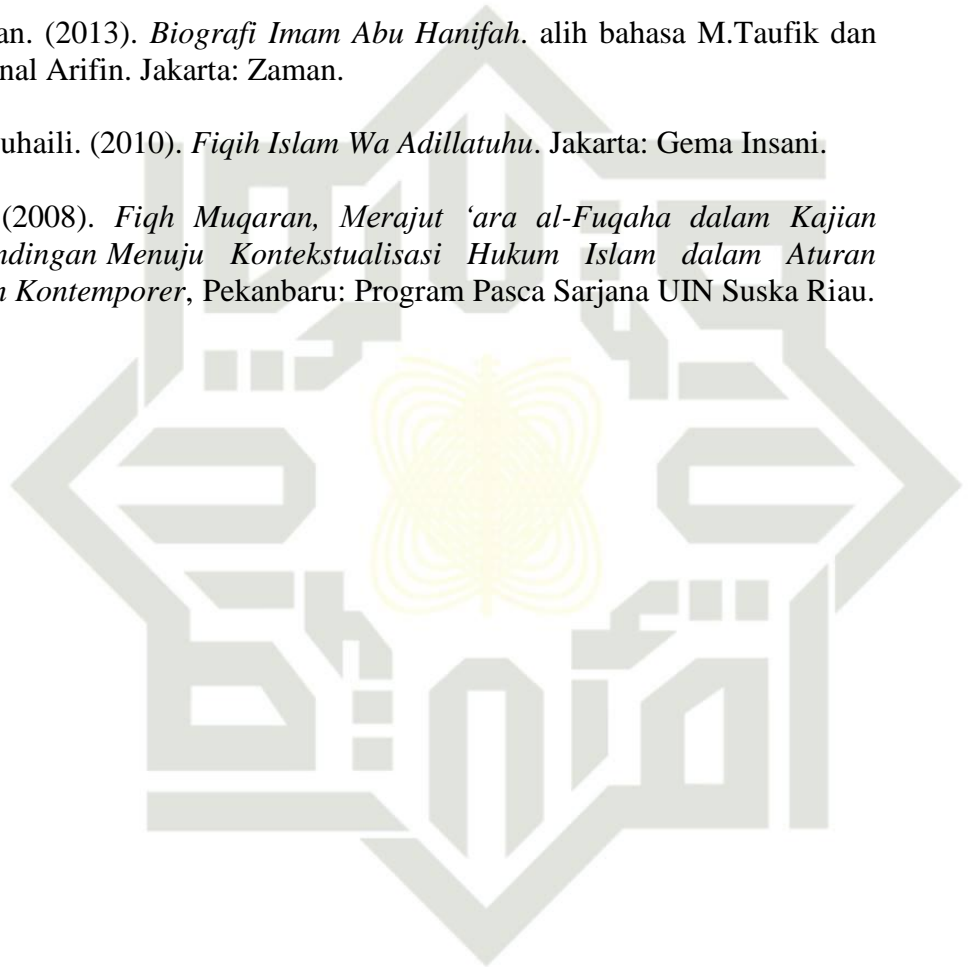 an. (2013). Biografi Imam Abu Hanifah. alih bahasa M.Taufik dan
nal Arifin. Jakarta: Zaman.
uhaili. (2010). Fiqih Islam Wa Adillatuhu. Jakarta: Gema Insani.
(2008). Fiqh Muqaran, Merajut ‘ara al-Fuqaha dalam Kajian
ndingan Menuju Kontekstualisasi Hukum Islam dalam Aturan
n Kontemporer, Pekanbaru: Program Pasca Sarjana UIN Suska Riau.